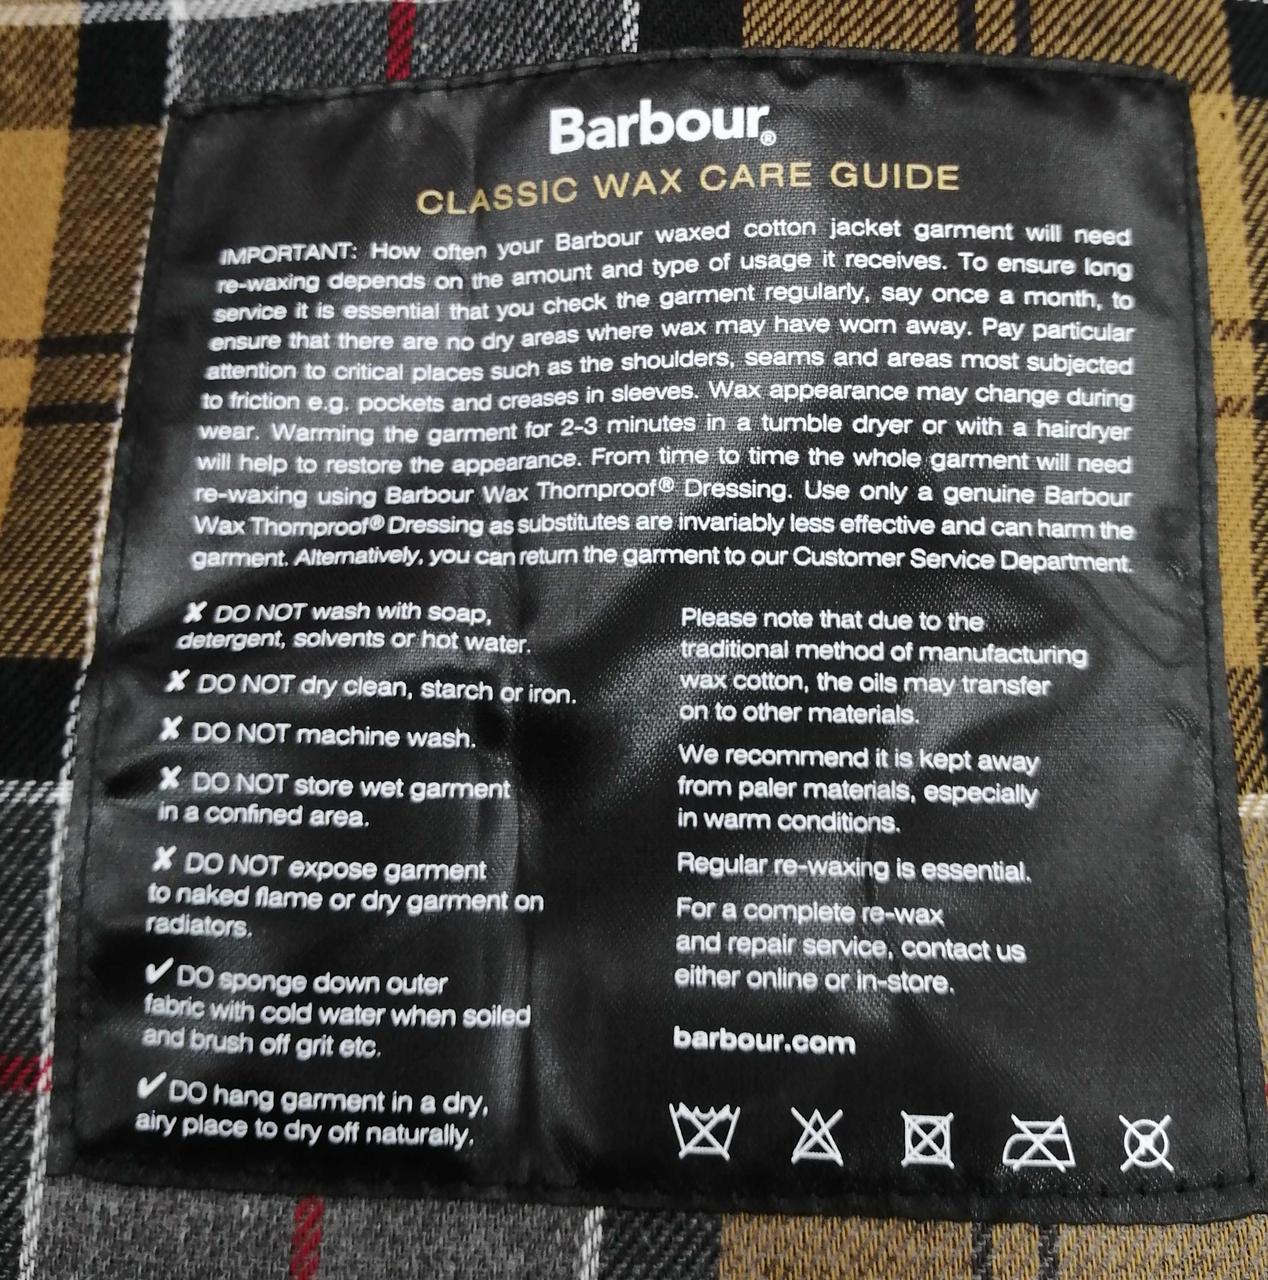 Barbour®
CLASSIC WAX CARE GUIDE
IMPORTANT: How often your Barbour waxed cotton jacket garment will need
re-waxing depends on the amount and type of usage it receives. To ensure long
service it is essential that you check the garment regularly, say once a month, to
ensure that there are no dry areas where wax may have worn away. Pay particular
attention to critical places such as the shoulders, seams and areas most subjected
to friction e.g. pockets and creases in sleeves. Wax appearance may change during
wear. Warming the garment for 2-3 minutes in a tumble dryer or with a hairdryer
will help to restore the appearance. From time to time the whole garment will need
re-waxing using Barbour Wax Thornproof® Dressing. Use only a genuine Barbour
Wax Thornproof® Dressing as substitutes are invariably less effective and can harm the
garment. Alternatively, you can return the garment to our Customer Service Department.
✘ DO NOT wash with soap,
detergent, solvents or hot water.
✘ DO NOT dry clean, starch or iron.
✘ DO NOT machine wash.
✘ DO NOT store wet garment
in a confined area.
✘ DO NOT expose garment
to naked flame or dry garment on
radiators.
✔ DO sponge down outer
fabric with cold water when soiled
and brush off grit etc.
✔ DO hang garment in a dry,
airy place to dry off naturally.
Please note that due to the
traditional method of manufacturing
wax cotton, the oils may transfer
on to other materials.
We recommend it is kept away
from paler materials, especially
in warm conditions.
Regular re-waxing is essential.
For a complete re-wax
and repair service, contact us
either online or in-store.
barbour.com